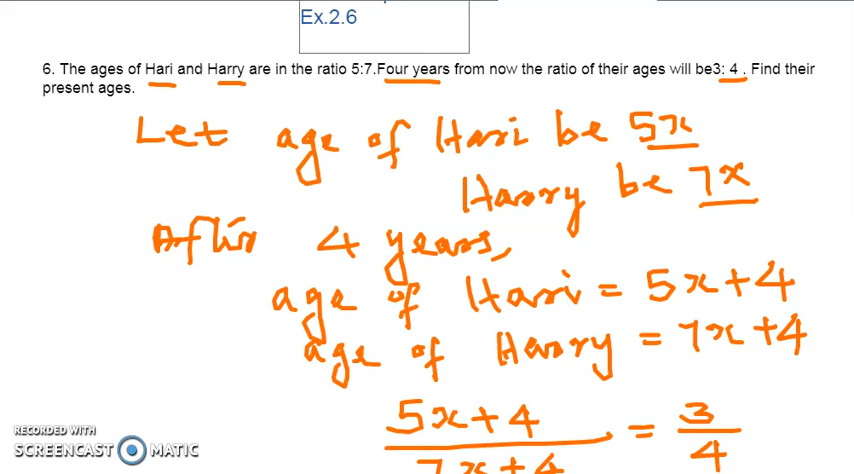 Ex.2.6
6. The ages of Hari and Harry are in the ratio 5:7.Four years from now the ratio of their ages will be3: 4 . Find their
present ages.
Let age of Hari be 5x
Harry be 7x
After 4 years,
age of Hari = 5x+4
age of Harry = 7x+4
5x+4 = 3
7x+4 4
RECORDED WITH
SCREENCAST MATIC